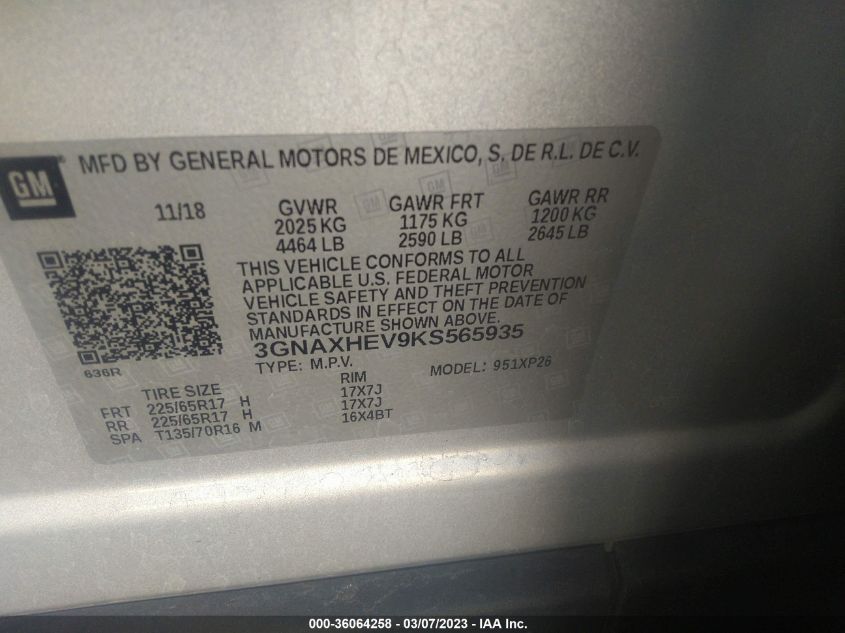 GM ® MFD BY GENERAL MOTORS DE MEXICO, S. DE R.L. DE C.V.
11/18 GVWR GAWR FRT GAWR RR
2025 KG 1175 KG 1200 KG
4464 LB 2590 LB 2645 LB
THIS VEHICLE CONFORMS TO ALL
APPLICABLE U.S. FEDERAL MOTOR
VEHICLE SAFETY AND THEFT PREVENTION
STANDARDS IN EFFECT ON THE DATE OF
MANUFACTURE SHOWN ABOVE.
3GNAXHEV9KS565935
636R TYPE: M.P.V. MODEL: 951XP26
TIRE SIZE RIM
FRT 225/65R17 H 17X7J
RR 225/65R17 H 17X7J
SPA T135/70R16 M 16X4BT
000-36064258 - 03/07/2023 - IAA Inc.